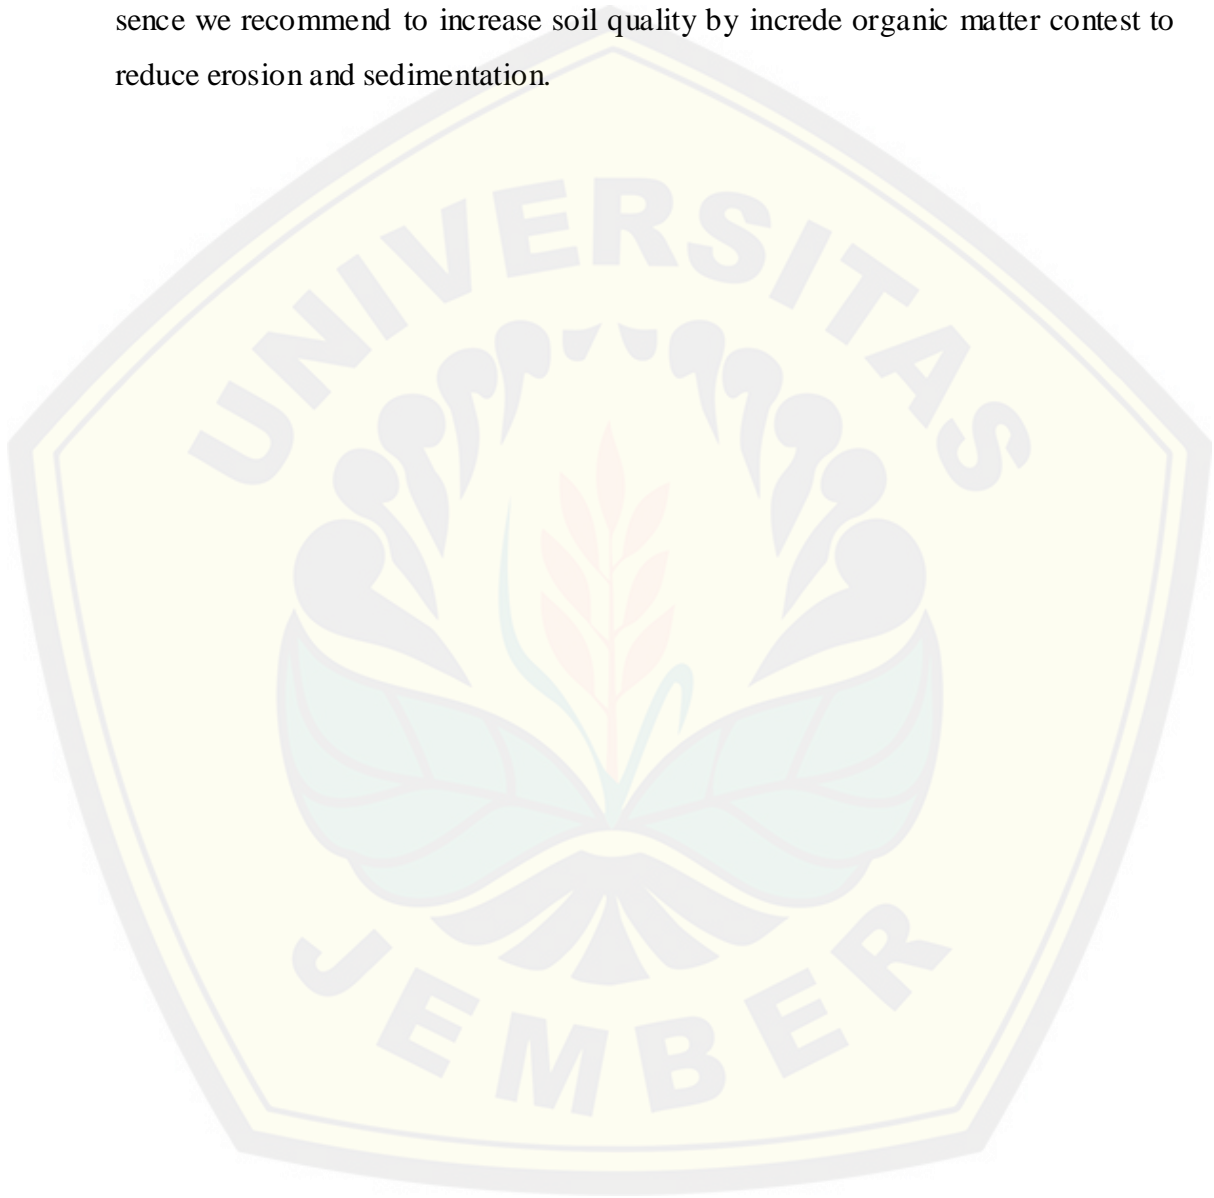 sence we recommend to increase soil quality by increde organic matter contest to
reduce erosion and sedimentation.
UNIVERSITAS
JEMBER